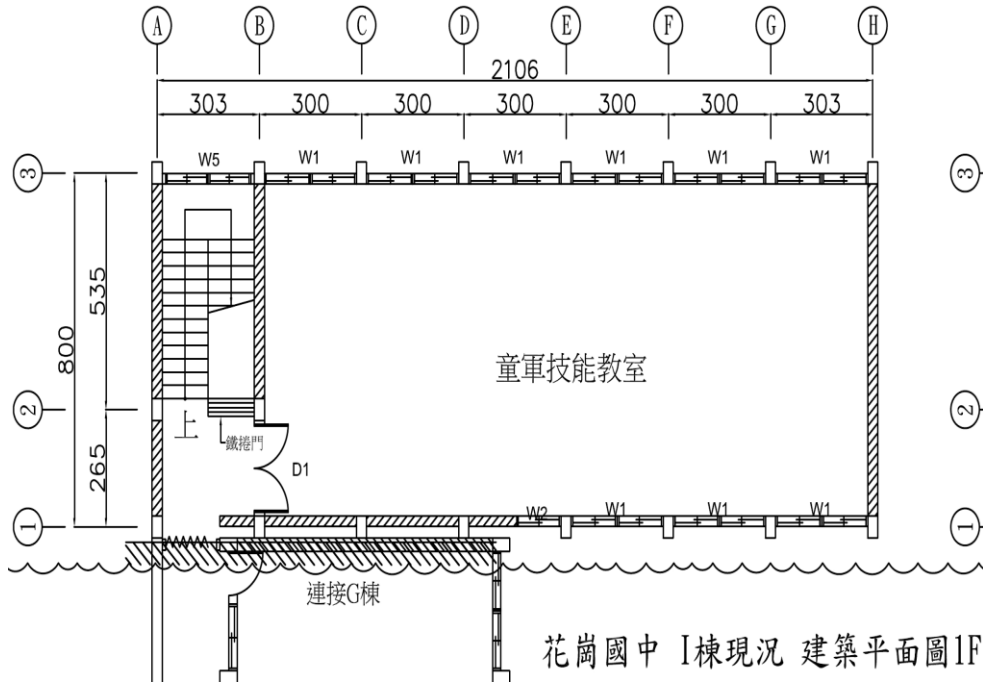 A B C D E F G H
2106
303 300 300 300 300 300 303
W5 W1 W1 W1 W1 W1 W1
3 3
535
800
童軍技能教室
2 2
上
鐵捲門
D1
265
W2 W1 W1 W1
1 1
連接G棟
花崗國中 I棟現況 建築平面圖1F